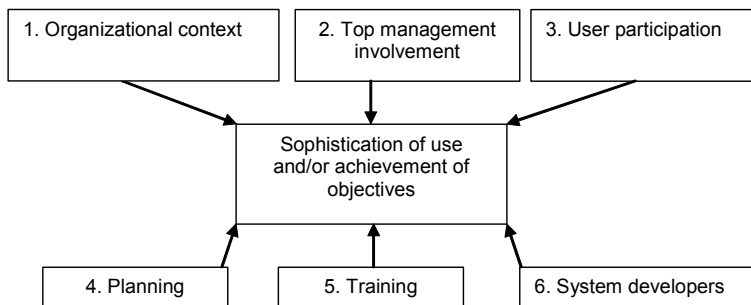 1. Organizational context
2. Top management
involvement
3. User participation
Sophistication of use
and/or achievement of
objectives
4. Planning
5. Training
6. System developers